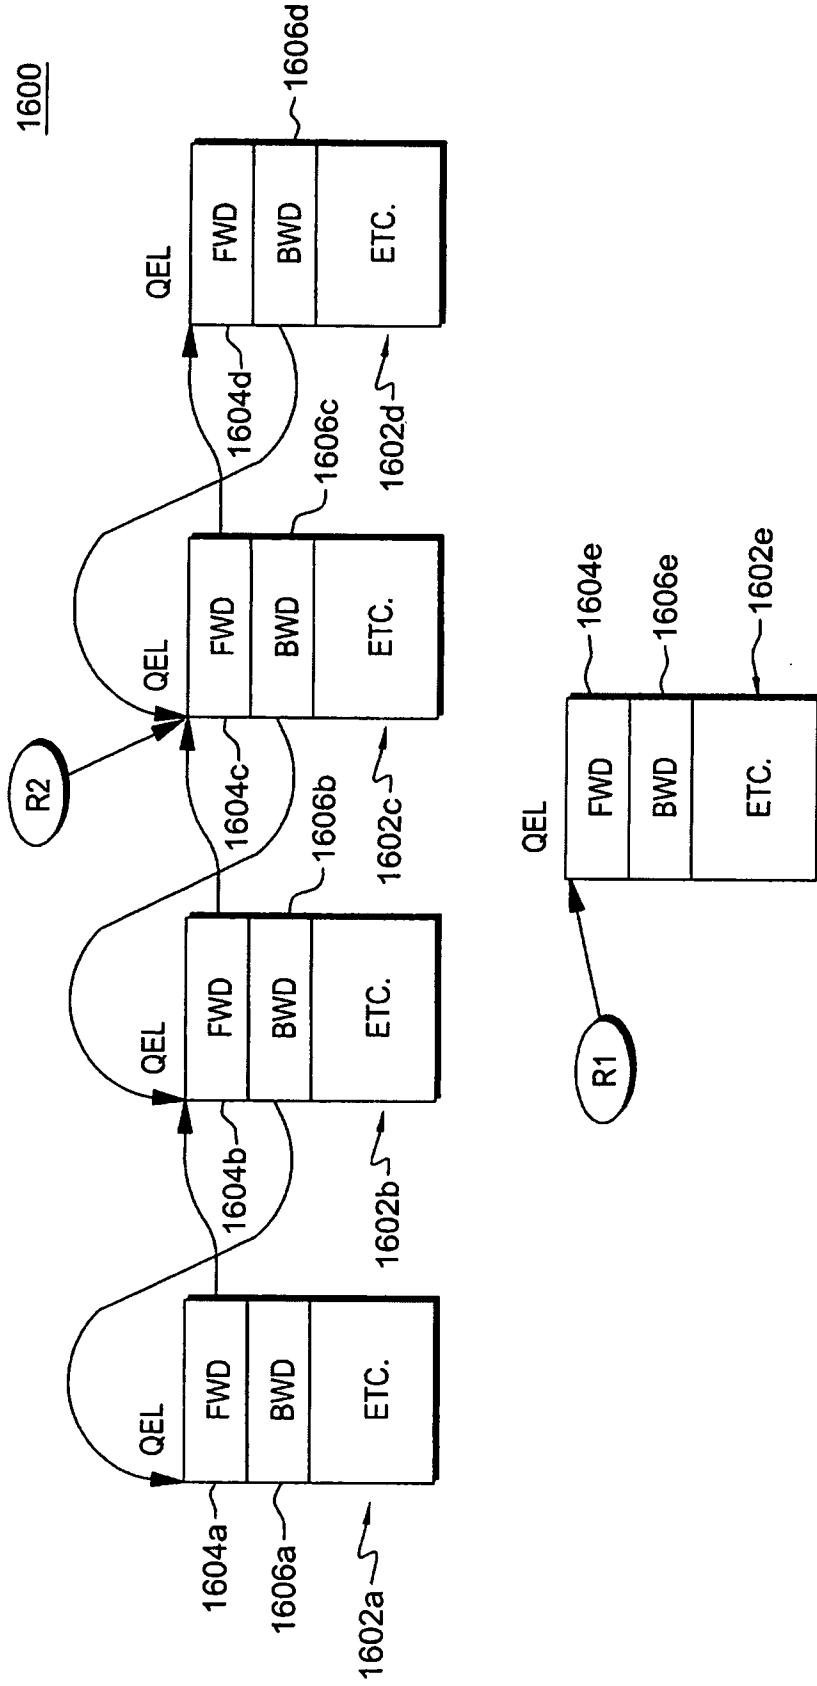 1600
R2
QEL
QEL
QEL
QEL
FWD
FWD
FWD
FWD
BWD
BWD
BWD
BWD
ETC.
ETC.
ETC.
ETC.
1604a
1606a
1602a
1604b
1606b
1602b
1604c
1606c
1602c
1604d
1606d
1602d
R1
QEL
FWD
BWD
ETC.
1604e
1606e
1602e